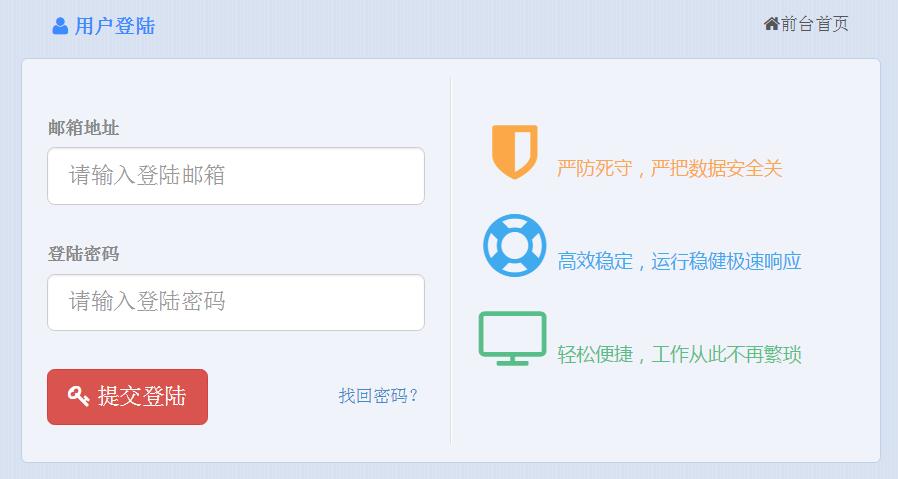 用户登陆
前台首页
邮箱地址
请输入登陆邮箱
登陆密码
请输入登陆密码
提交登陆
找回密码？
严防死守，严把数据安全关
高效稳定，运行稳健极速响应
轻松便捷，工作从此不再繁琐